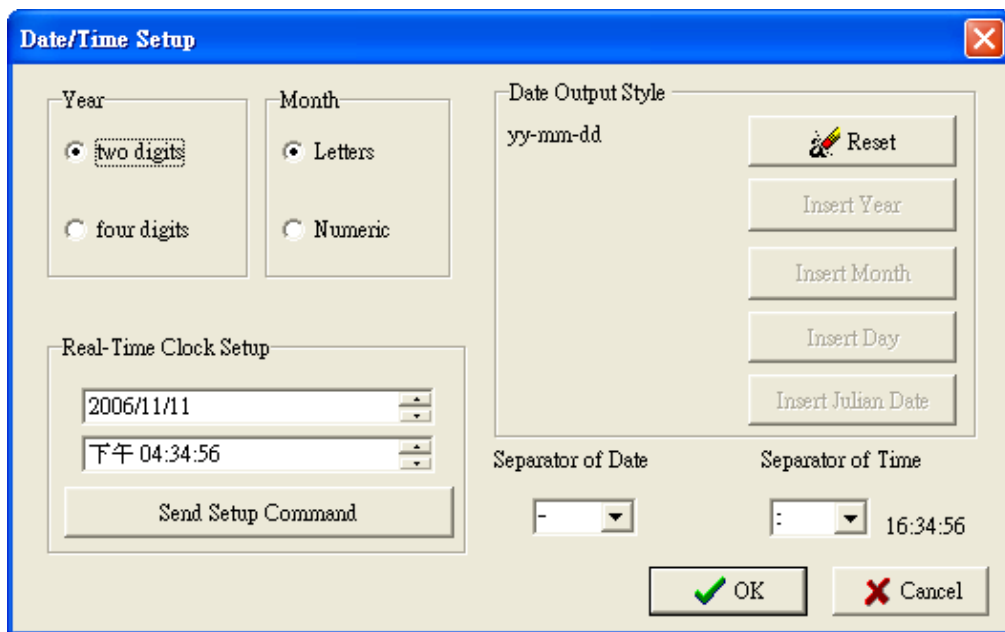 Date/Time Setup
Year
two digits
four digits
Month
Letters
Numeric
Date Output Style
yy-mm-dd
Reset
Insert Year
Insert Month
Insert Day
Insert Julian Date
Real-Time Clock Setup
2006/11/11
下午 04:34:56
Send Setup Command
Separator of Date
-
Separator of Time
:
16:34:56
OK
Cancel